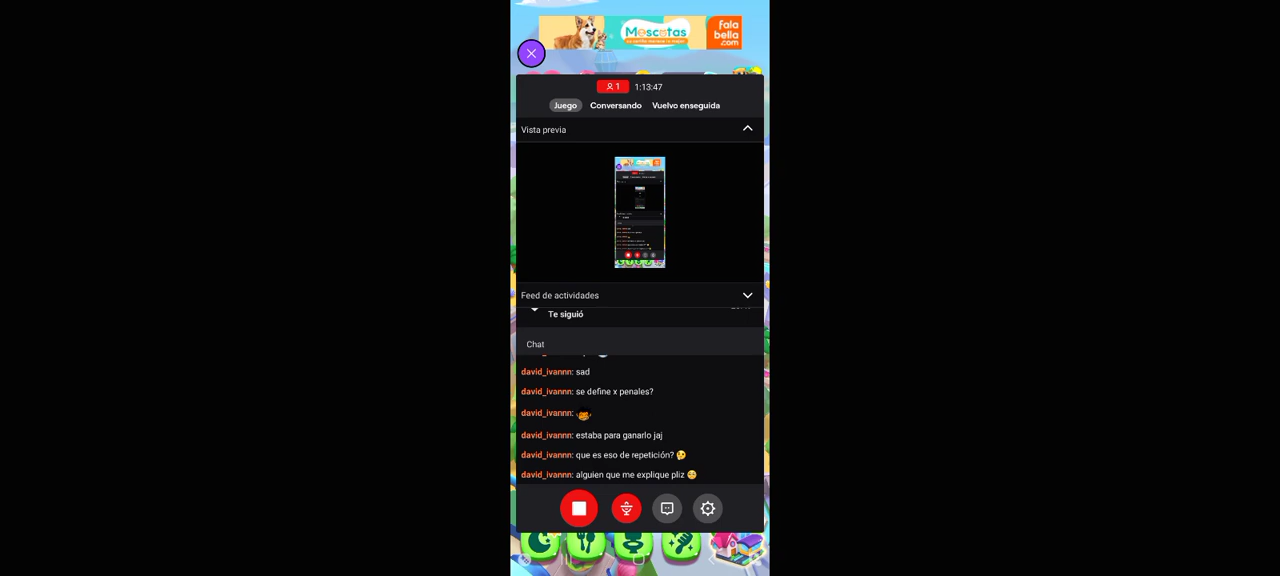 Mascotas
fala
bella
.com
1 1:13:47
Juego Conversando Vuelvo enseguida
Vista previa
Feed de actividades
Te siguió
Chat
david_ivannn: sad
david_ivannn: se define x penales?
david_ivannn:
david_ivannn: estaba para ganarlo jaj
david_ivannn: que es eso de repetición? 🤔
david_ivannn: alguien que me explique pliz 🥺